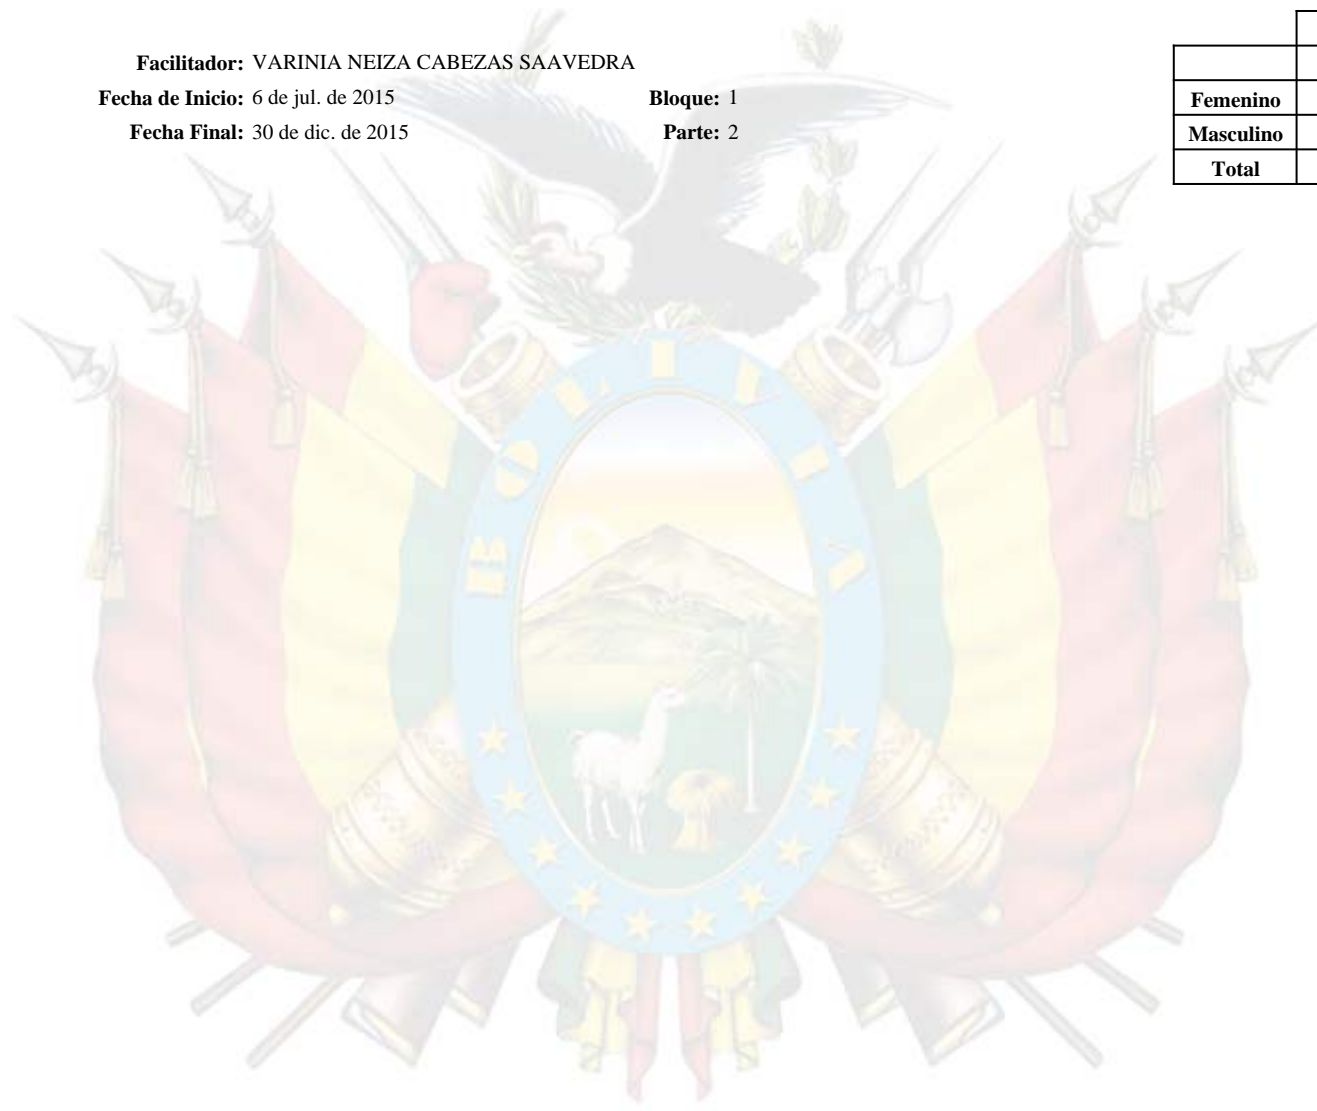 Facilitador: VARINIA NEIZA CABEZAS SAAVEDRA
Fecha de Inicio: 6 de jul. de 2015 Bloque: 1
Fecha Final: 30 de dic. de 2015 Parte: 2
Femenino
Masculino
Total
BOLIVIA